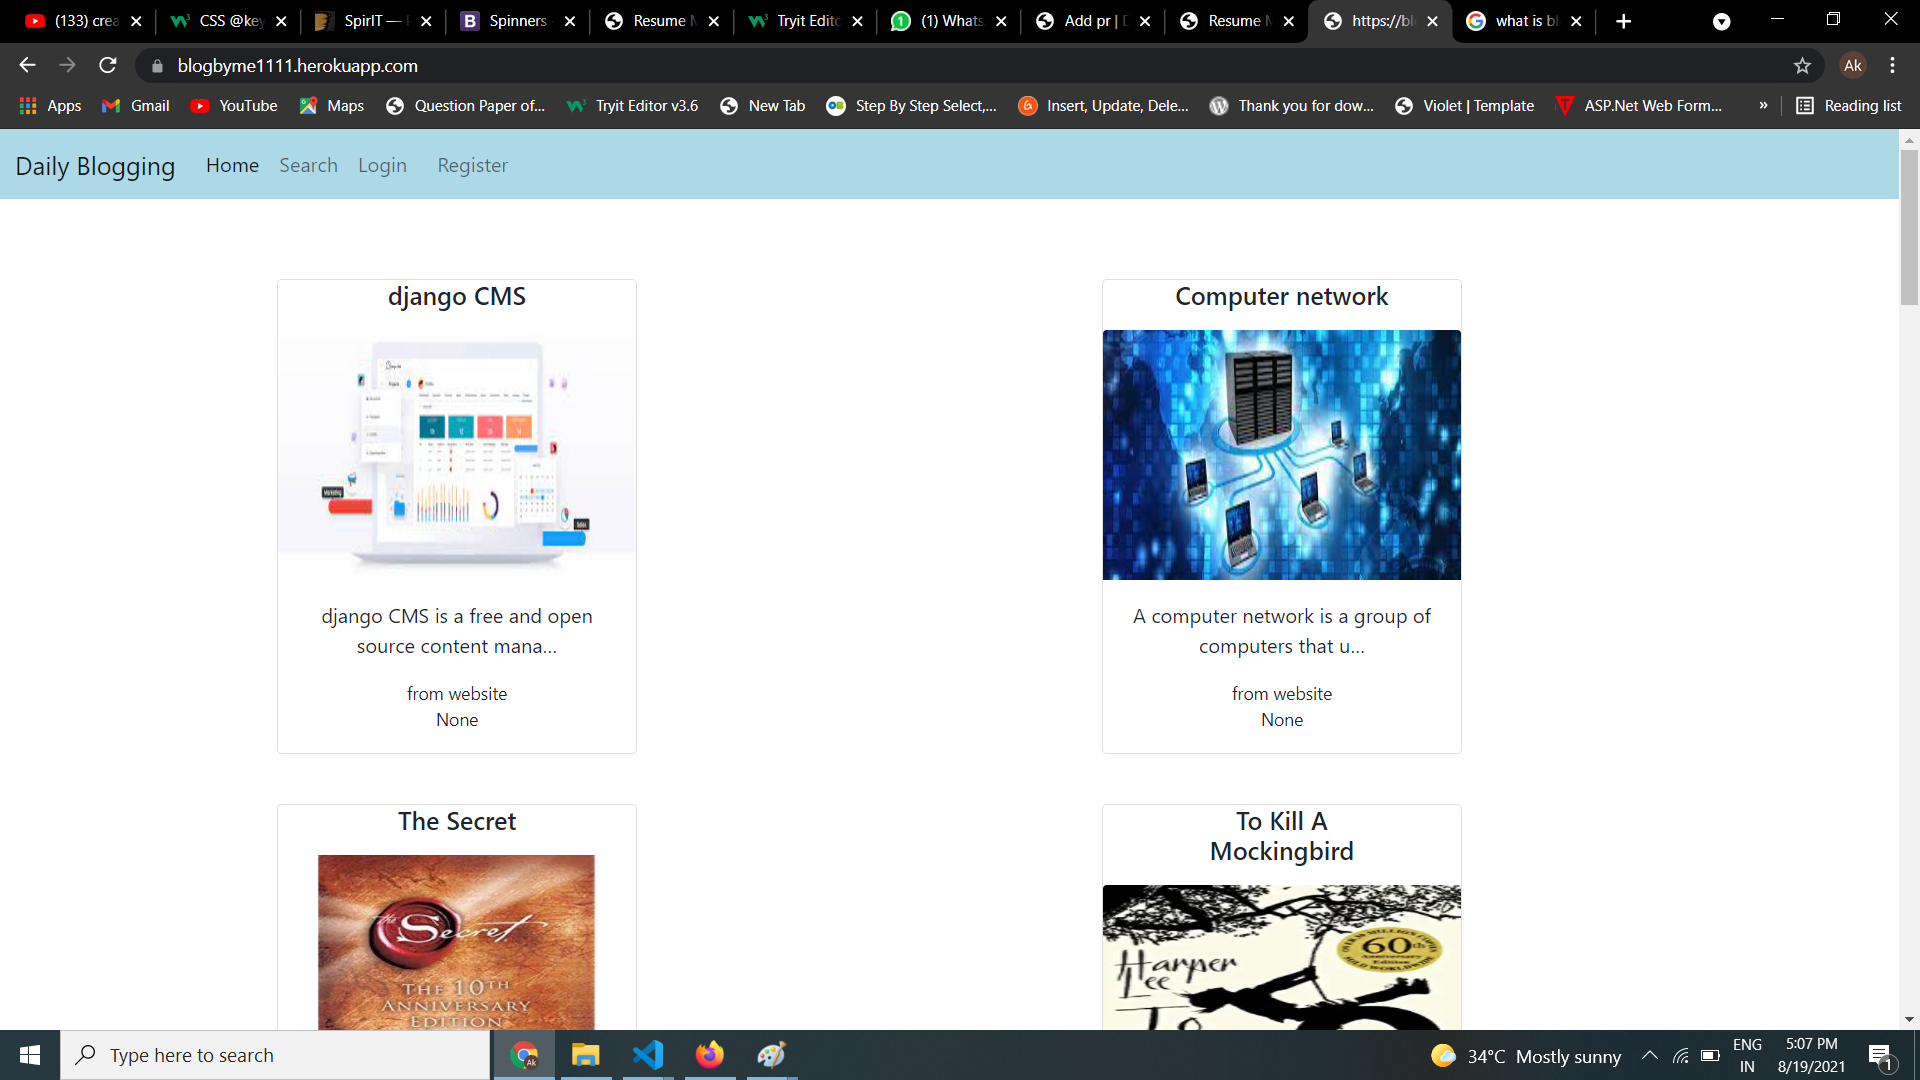 (133) crea
CSS @key
SpirIT —
Spinners
Resume M
Tryit Edito
(1) Whats
Add pr | D
Resume M
https://bl
what is bl
blogbyme1111.herokuapp.com
Ak
Apps
Gmail
YouTube
Maps
Question Paper of...
Tryit Editor v3.6
New Tab
Step By Step Select,...
Insert, Update, Dele...
Thank you for dow...
Violet | Template
ASP.Net Web Form...
»
Reading list
Daily Blogging
Home
Search
Login
Register
django CMS
Computer network
django CMS is a free and open
source content mana...
from website
None
A computer network is a group of
computers that u...
from website
None
The Secret
To Kill A
Mockingbird
the Secret
THE 10TH
ANNIVERSARY
EDITION
60th
Anniversary
Edition
Harper
Lee
To
Type here to search
34°C Mostly sunny
ENG
IN
5:07 PM
8/19/2021
1